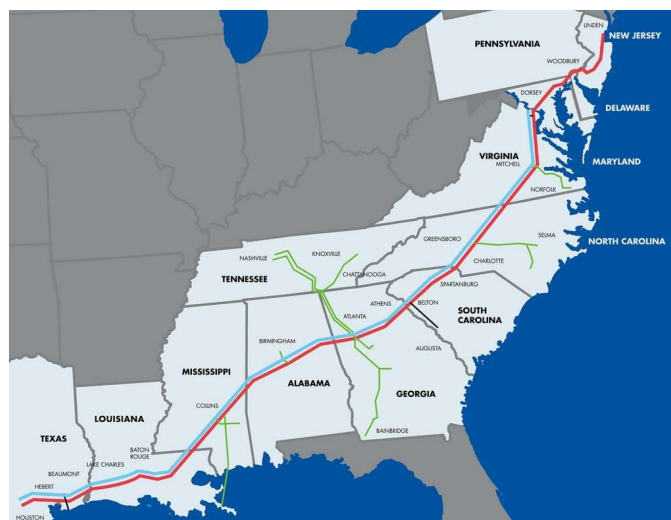 LINDEN
NEW JERSEY
PENNSYLVANIA
WOODBURY
DORSEY
DELAWARE
VIRGINIA
MITCHELL
MARYLAND
NORFOLK
GREENSBORO
SELMA
NORTH CAROLINA
NASHVILLE
KNOXVILLE
CHARLOTTE
TENNESSEE
CHATTANOOGA
SPARTANBURG
ATHENS
BELTON
SOUTH
CAROLINA
ATLANTA
BIRMINGHAM
AUGUSTA
MISSISSIPPI
ALABAMA
GEORGIA
LOUISIANA
COLLINS
BAINBRIDGE
TEXAS
BATON
ROUGE
LAKE CHARLES
BEAUMONT
HEBERT
HOUSTON